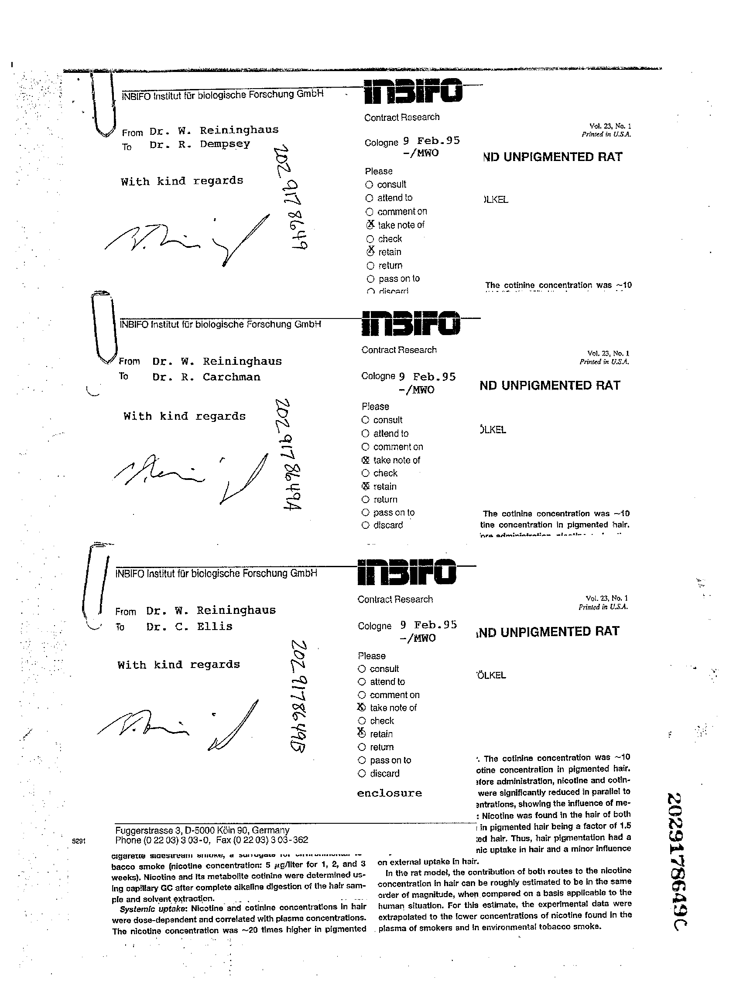 INBIFO Institut für biologische Forschung GmbH
INBIFO
Contract Research
From Dr. W. Reininghaus
To Dr. R. Dempsey
Cologne 9 Feb.95
-/MWO
Vol. 23, No. 1
Printed in U.S.A.
ND UNPIGMENTED RAT
With kind regards
2029178649
Please
consult
attend to
comment on
X take note of
check
X retain
return
pass on to
discard
ÖLKEL
The cotinine concentration was ~10
INBIFO Institut für biologische Forschung GmbH
INBIFO
Contract Research
From Dr. W. Reininghaus
To Dr. R. Carchman
Cologne 9 Feb.95
-/MWO
Vol. 23, No. 1
Printed in U.S.A.
ND UNPIGMENTED RAT
With kind regards
2029178649A
Please
consult
attend to
comment on
X take note of
check
X retain
return
pass on to
discard
ÖLKEL
The cotinine concentration was ~10
tine concentration in pigmented hair.
INBIFO Institut für biologische Forschung GmbH
INBIFO
Contract Research
From Dr. W. Reininghaus
To Dr. C. Ellis
Cologne 9 Feb.95
-/MWO
Vol. 23, No. 1
Printed in U.S.A.
ND UNPIGMENTED RAT
With kind regards
2029178649B
Please
consult
attend to
comment on
X take note of
check
X retain
return
pass on to
discard
enclosure
ÖLKEL
. The cotinine concentration was ~10
otine concentration in pigmented hair.
fore administration, nicotine and cotin-
were significantly reduced in parallel to
entrations, showing the influence of me-
: Nicotine was found in the hair of both
in pigmented hair being a factor of 1.5
ed hair. Thus, hair pigmentation had a
nic uptake in hair and a minor influence
5291
Fuggerstrasse 3, D-5000 Köln 90, Germany
Phone (0 22 03) 3 03-0, Fax (0 22 03) 3 03-362
cigarette sidestream smoke, a surrogate for
bacco smoke (nicotine concentration: 5 µg/liter for 1, 2, and 3
weeks). Nicotine and its metabolite cotinine were determined us-
ing capillary GC after complete alkaline digestion of the hair sam-
ple and solvent extraction.
Systemic uptake: Nicotine and cotinine concentrations in hair
were dose-dependent and correlated with plasma concentrations.
The nicotine concentration was ~20 times higher in pigmented
on external uptake in hair.
In the rat model, the contribution of both routes to the nicotine
concentration in hair can be roughly estimated to be in the same
order of magnitude, when compared on a basis applicable to the
human situation. For this estimate, the experimental data were
extrapolated to the lower concentrations of nicotine found in the
plasma of smokers and in environmental tobacco smoke.
2029178649C